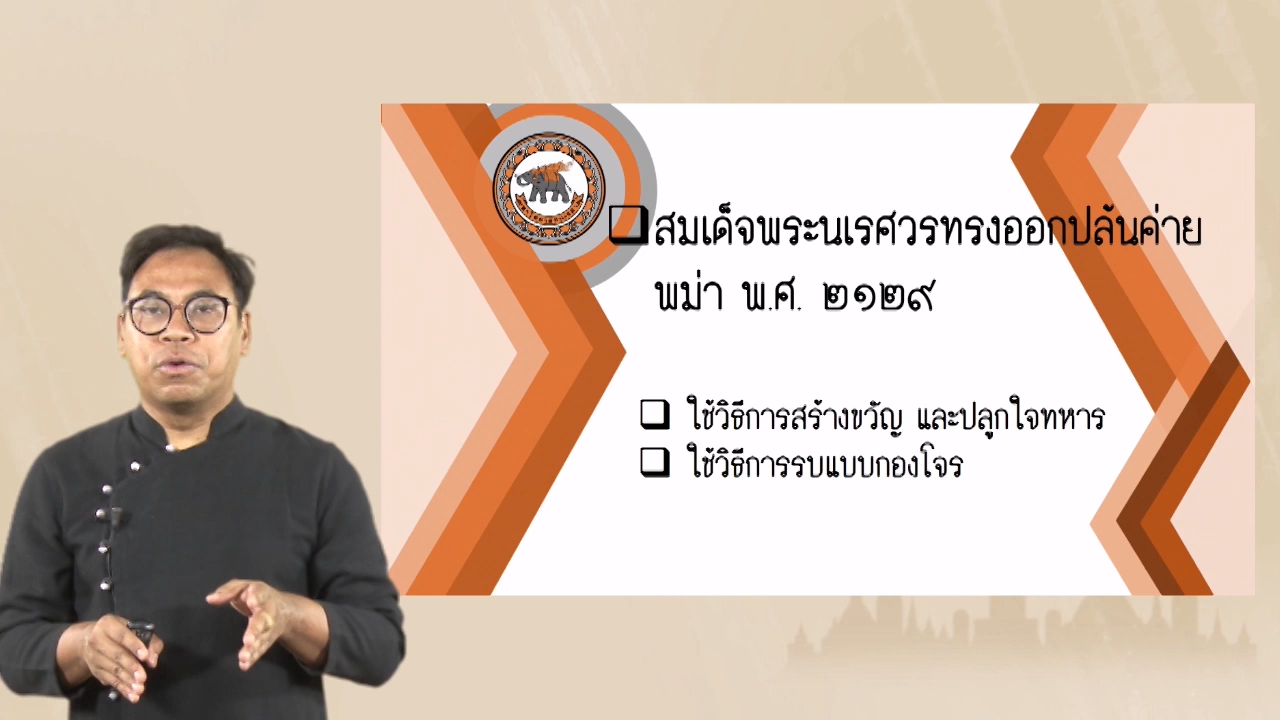 สมเด็จพระนเรศวรทรงออกปล้นค่าย
พม่า พ.ศ. ๒๑๒๙
ใช้วิธีการสร้างขวัญ และปลุกใจทหาร
ใช้วิธีการรบแบบกองโจร